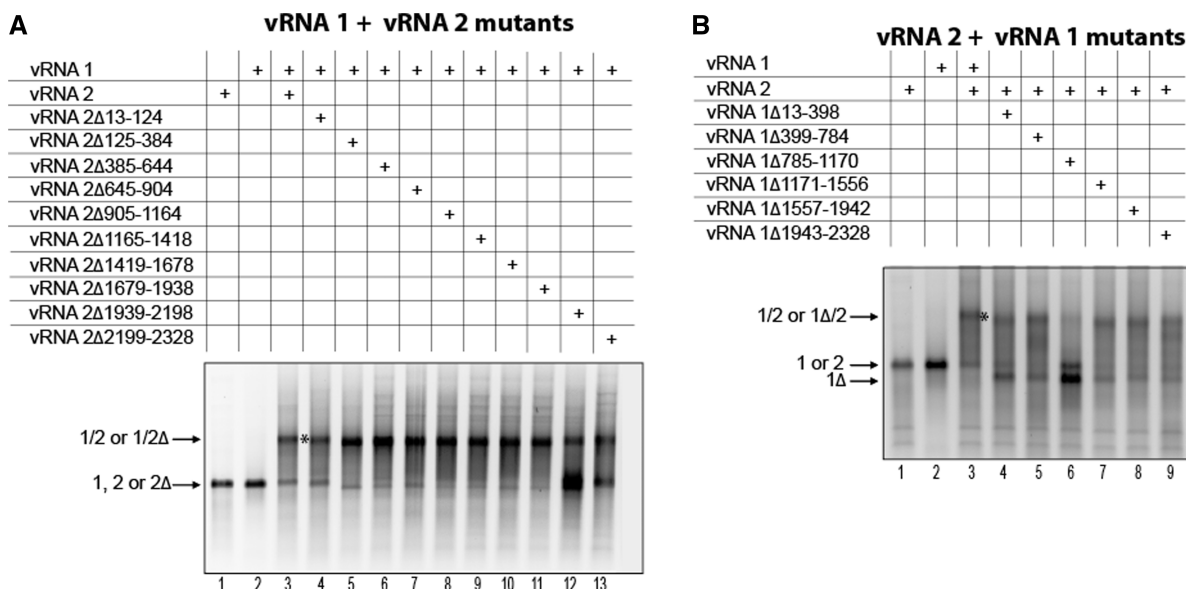 A
vRNA 1 + vRNA 2 mutants
vRNA 1 + + + + + + + + + + + +
vRNA 2 + +
vRNA 2Δ13-124 +
vRNA 2Δ125-384 +
vRNA 2Δ385-644 +
vRNA 2Δ645-904 +
vRNA 2Δ905-1164 +
vRNA 2Δ1165-1418 +
vRNA 2Δ1419-1678 +
vRNA 2Δ1679-1938 +
vRNA 2Δ1939-2198 +
vRNA 2Δ2199-2328 +
1/2 or 1/2Δ *
1, 2 or 2Δ
1 2 3 4 5 6 7 8 9 10 11 12 13
B
vRNA 2 + vRNA 1 mutants
vRNA 1 + +
vRNA 2 + + + + + + + +
vRNA 1Δ13-398 +
vRNA 1Δ399-784 +
vRNA 1Δ785-1170 +
vRNA 1Δ1171-1556 +
vRNA 1Δ1557-1942 +
vRNA 1Δ1943-2328 +
1/2 or 1Δ/2 *
1 or 2
1Δ
1 2 3 4 5 6 7 8 9